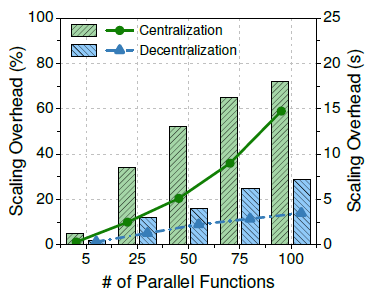 100
80
60
40
20
0
Scaling Overhead (%)
Centralization
Decentralization
25
20
15
10
5
0
Scaling Overhead (s)
5 25 50 75 100
# of Parallel Functions